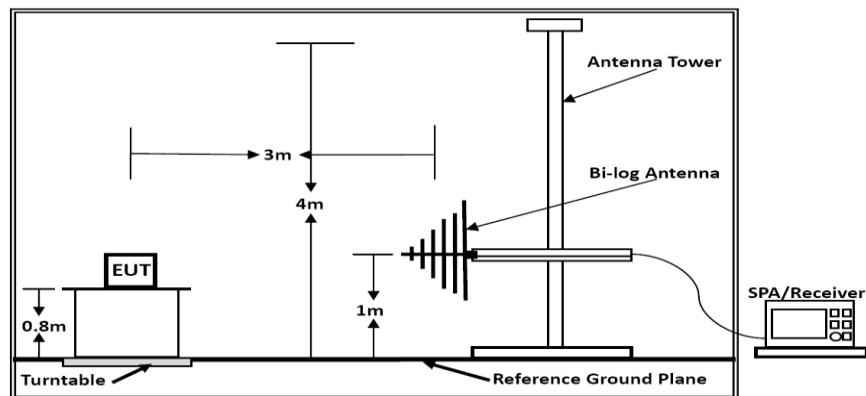 Antenna Tower
3m
Bi-log Antenna
4m
EUT
SPA/Receiver
0.8m
1m
Turntable
Reference Ground Plane